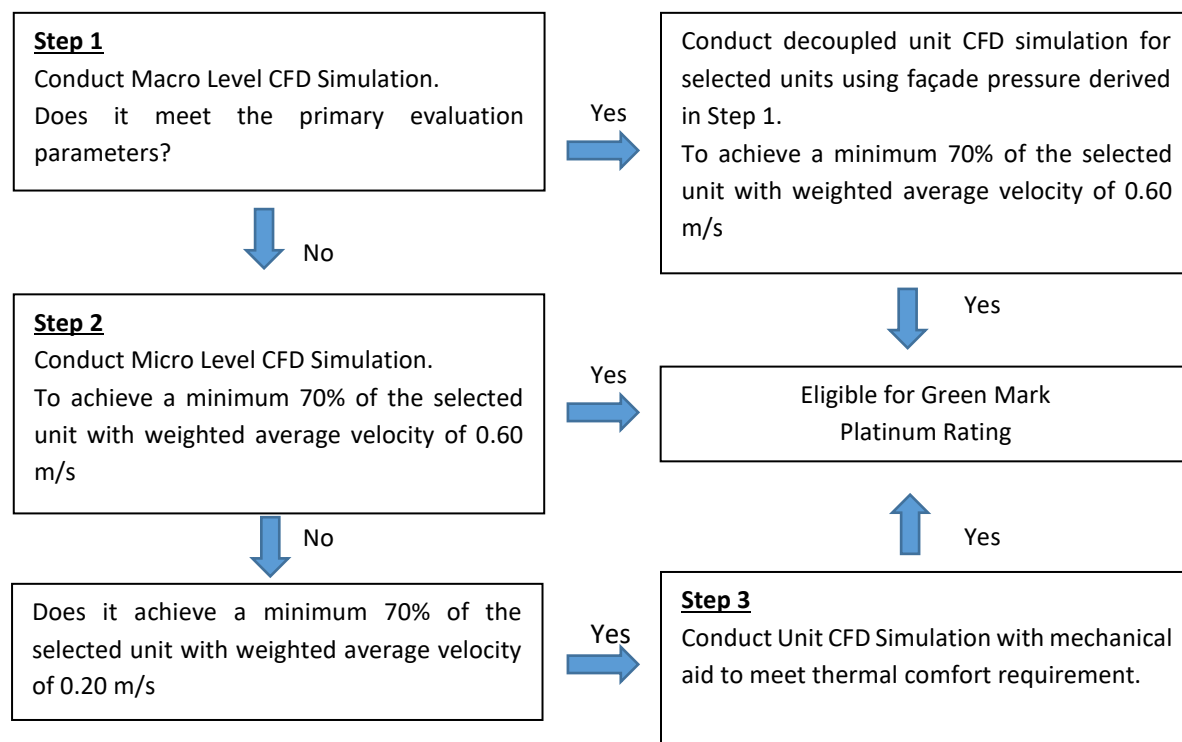 Step 1
Conduct Macro Level CFD Simulation.
Does it meet the primary evaluation
parameters?
Yes
Conduct decoupled unit CFD simulation for
selected units using façade pressure derived
in Step 1.
To achieve a minimum 70% of the selected
unit with weighted average velocity of 0.60
m/s
No
Yes
Step 2
Conduct Micro Level CFD Simulation.
To achieve a minimum 70% of the selected
unit with weighted average velocity of 0.60
m/s
Yes
Eligible for Green Mark
Platinum Rating
No
Yes
Does it achieve a minimum 70% of the
selected unit with weighted average velocity
of 0.20 m/s
Yes
Step 3
Conduct Unit CFD Simulation with mechanical
aid to meet thermal comfort requirement.